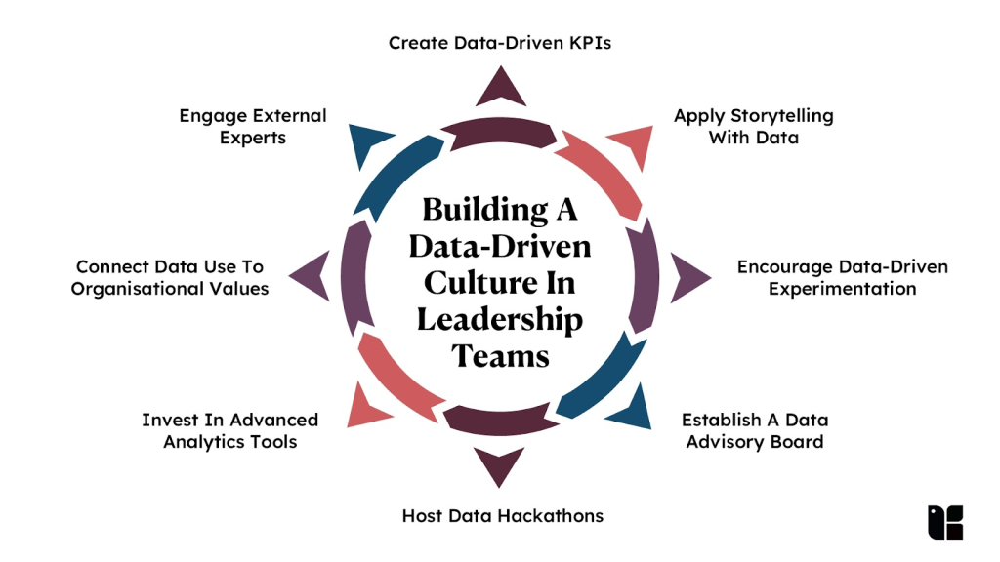 Create Data-Driven KPIs
Engage External
Experts
Apply Storytelling
With Data
Building A
Data-Driven
Culture In
Leadership
Teams
Connect Data Use To
Organisational Values
Encourage Data-Driven
Experimentation
Invest In Advanced
Analytics Tools
Establish A Data
Advisory Board
Host Data Hackathons